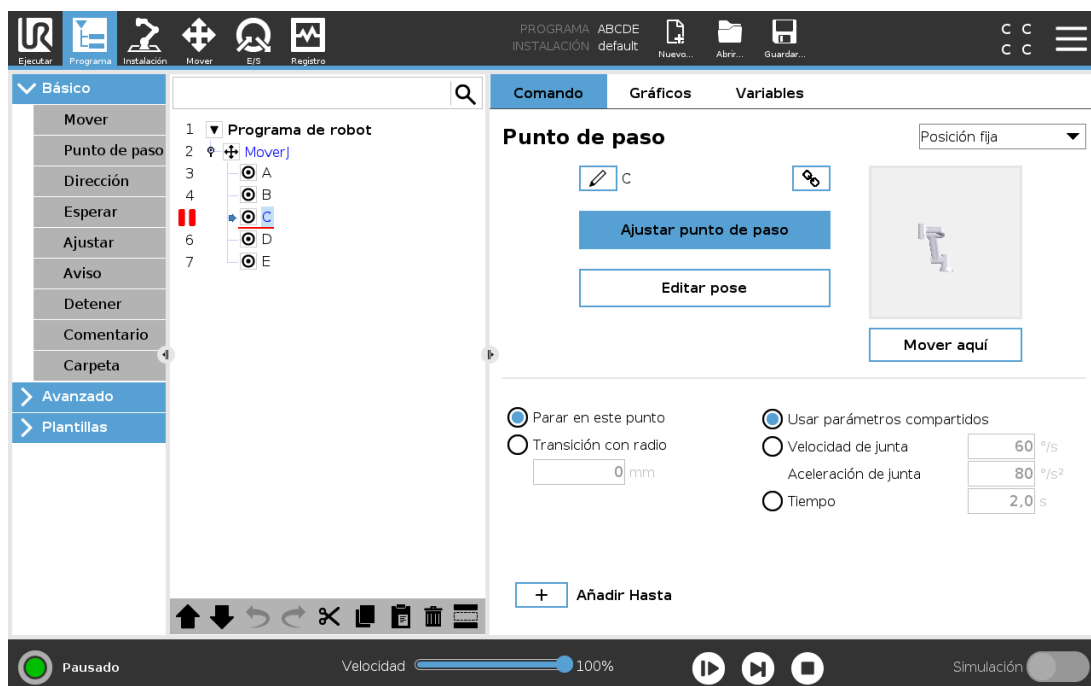 UR
PROGRAMA ABCDE
INSTALACIÓN default
C C
C C
Ejecutar Programa Instalación Mover E/S Registro Nuevo... Abrir... Guardar...
Básico
Mover
Punto de paso
Dirección
Esperar
Ajustar
Aviso
Detener
Comentario
Carpeta
Avanzado
Plantillas
1 Programa de robot
2 MoverJ
3 A
4 B
C
6 D
7 E
Comando Gráficos Variables
Punto de paso
Posición fija
C
Ajustar punto de paso
Editar pose
Mover aquí
Parar en este punto
Transición con radio
0 mm
Usar parámetros compartidos
Velocidad de junta 60 °/s
Aceleración de junta 80 °/s²
Tiempo 2,0 s
+ Añadir Hasta
Pausado
Velocidad 100%
Simulación